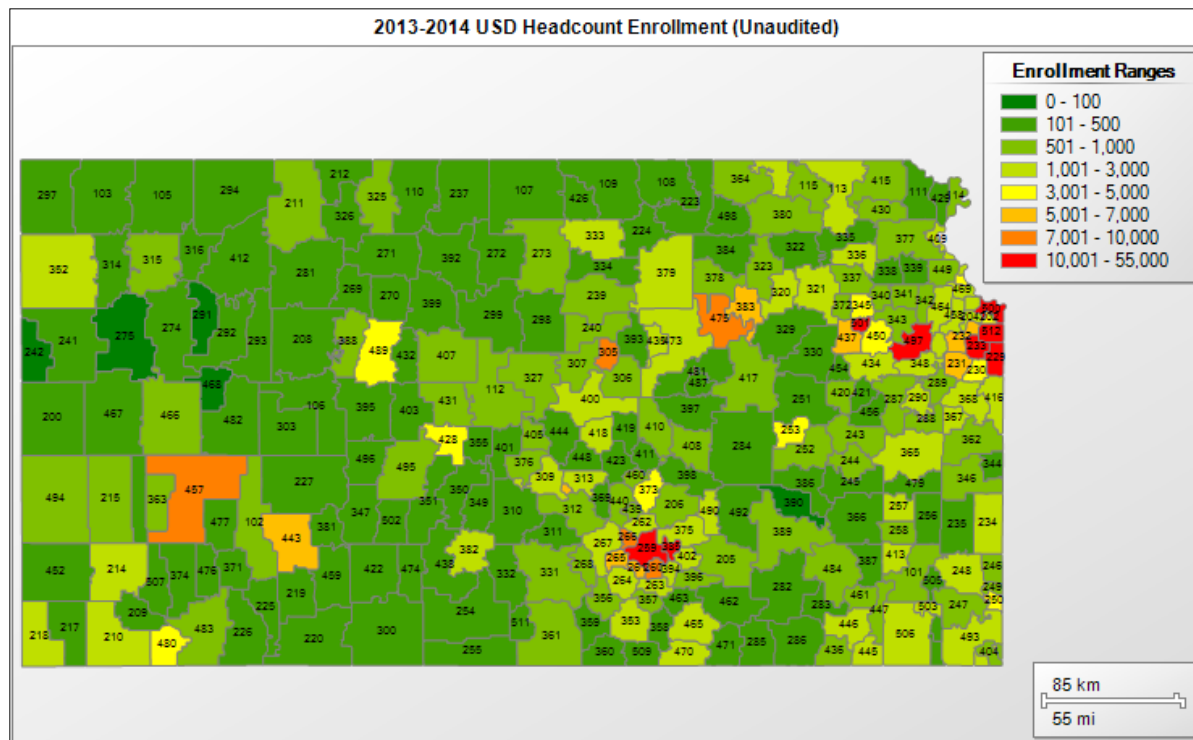 2013-2014 USD Headcount Enrollment (Unaudited)
Enrollment Ranges
0 - 100
101 - 500
501 - 1,000
1,001 - 3,000
3,001 - 5,000
5,001 - 7,000
7,001 - 10,000
10,001 - 55,000
297 103 105 294 211 212 326 325 110 237 107 426 109 108 223 364 115 113 415 111 429
498 380 430
352 314 315 316 412 281 271 392 272 273 333 224 334 379 384 322 335 336 377 409
378 323 320 321 337 338 339 449
269 270 399 299 298 239 240 475 383 372 345 340 341 342 464 469
242 241 275 274 291 292 293 208 388 489 432 407 393 435 473 329 330 437 501 450 343 497 232 512 233 229
307 305 306 481 487 417 454 434 348 231 230
200 467 466 468 482 303 106 395 403 431 112 327 400 397 251 420 421 456 287 290 289 288 368 367 416
428 355 401 405 444 418 419 410 408 284 253 252 243 244 365 362
494 215 363 457 477 227 102 443 381 496 495 347 502 351 350 349 310 376 309 448 423 411 313 312 369 440 460 439 373 206 398 490 492 386 390 366 245 479 257 258 256 235 346 344 234
452 214 507 374 476 371 459 219 422 474 438 382 332 311 331 268 267 262 266 259 385 375 402 265 264 263 394 396 205 389 282 484 387 413 101 505 248 246 249 250
218 217 209 210 480 483 225 226 220 300 254 255 511 361 356 357 359 353 358 360 509 463 462 465 470 471 285 286 283 461 447 446 436 445 506 503 247 493 404
85 km
55 mi